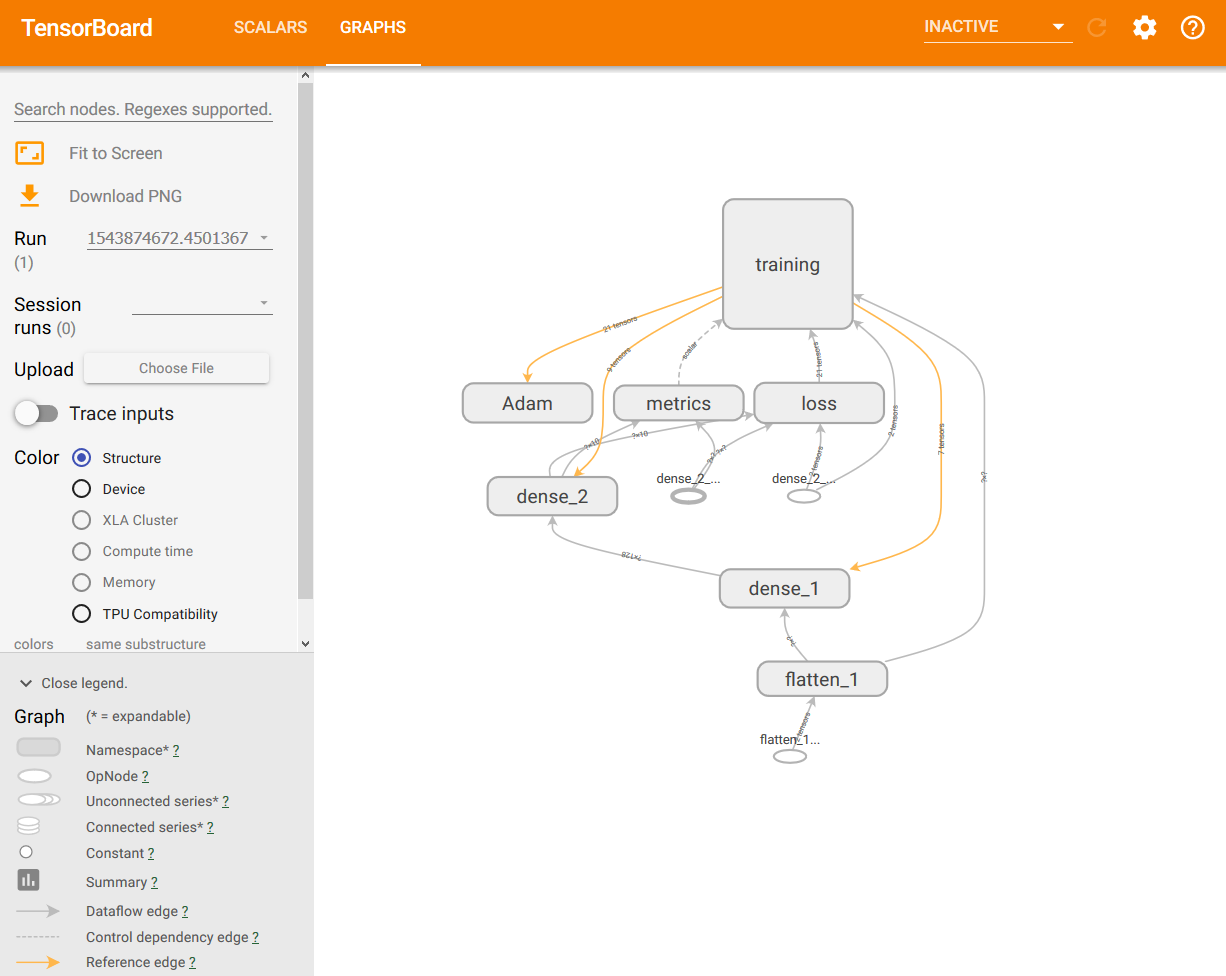 TensorBoard
SCALARS
GRAPHS
INACTIVE
Search nodes. Regexes supported.
Fit to Screen
Download PNG
Run
(1)
1543874672.4501367
Session
runs (0)
Upload
Choose File
Trace inputs
Color
Structure
Device
XLA Cluster
Compute time
Memory
TPU Compatibility
colors
same substructure
Close legend.
Graph
(* = expandable)
Namespace* ?
OpNode ?
Unconnected series* ?
Connected series* ?
Constant ?
Summary ?
Dataflow edge ?
Control dependency edge ?
Reference edge ?
training
21 tensors
9 tensors
scalar
21 tensors
Adam
metrics
loss
2 tensors
7 tensors
?×10
?×10
?×?
?×?
2 tensors
?×?
dense_2_...
dense_2_...
dense_2
?×128
dense_1
?×?
flatten_1
2 tensors
flatten_1...